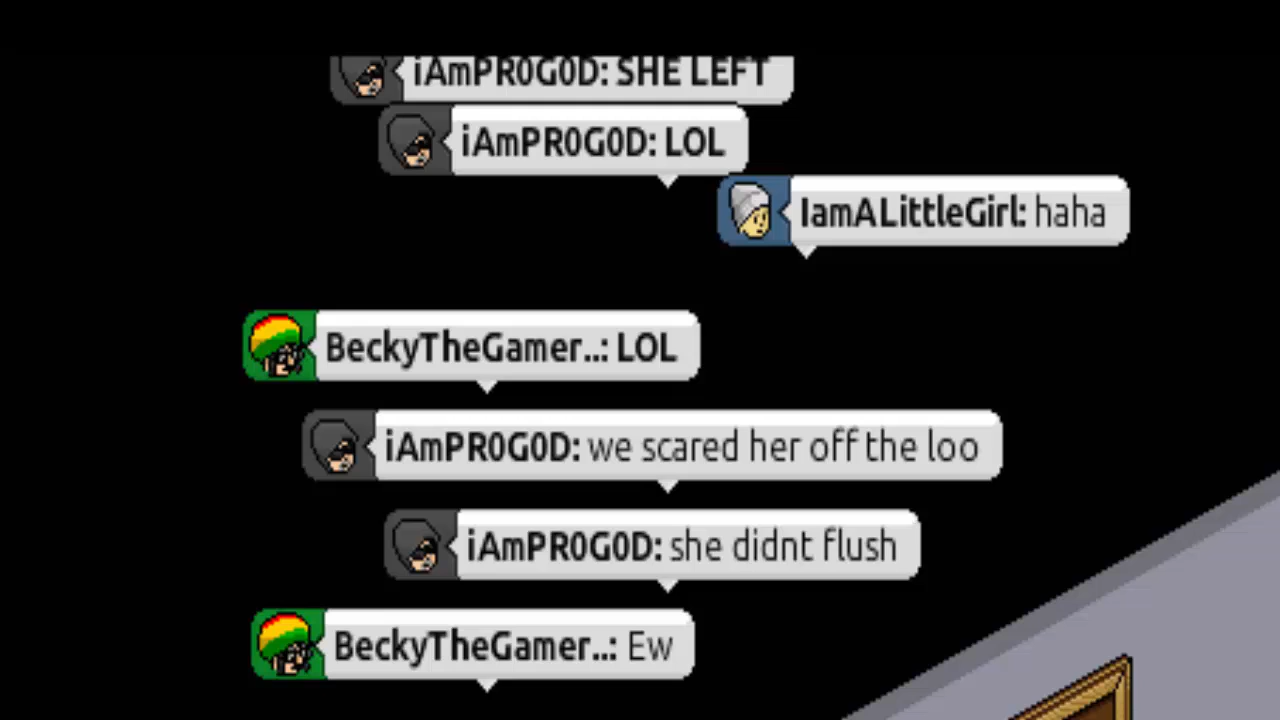 iAmPR0G0D: SHE LEFT
iAmPR0G0D: LOL
IamALittleGirl: haha
BeckyTheGamer..: LOL
iAmPR0G0D: we scared her off the loo
iAmPR0G0D: she didnt flush
BeckyTheGamer..: Ew